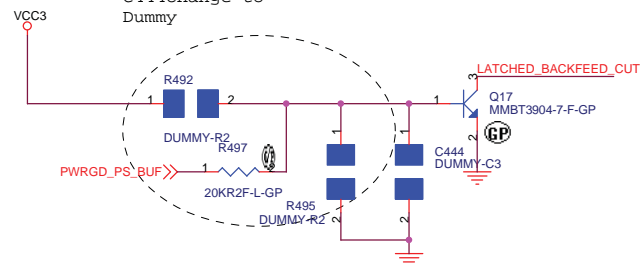 Dummy
VCC3
LATCHED_BACKFEED_CUT
3
R492
1
2
1
Q17
MMBT3904-7-F-GP
DUMMY-R2
2
GP
R497
1
1
C444
DUMMY-C3
PWRGD_PS_BUF
1
20KR2F-L-GP
R495
DUMMY-R2
2
2